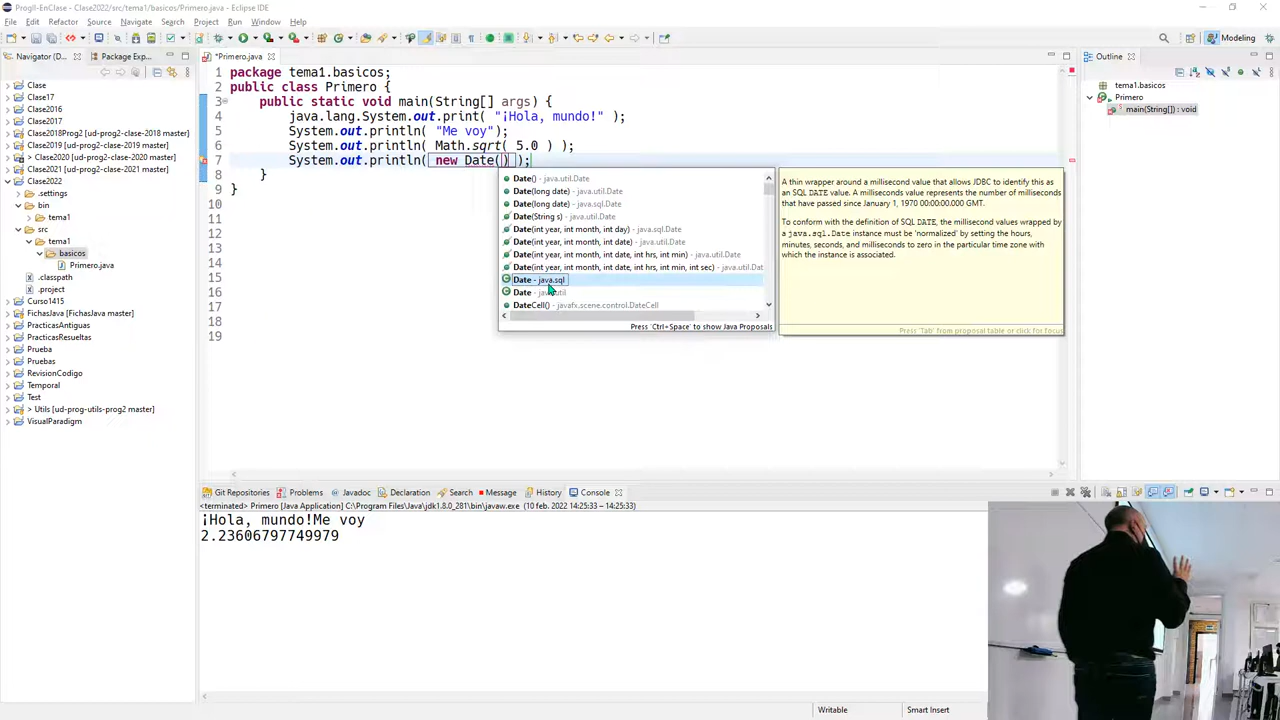 ProgII-EnClase - Clase2022/src/tema1/basicos/Primero.java - Eclipse IDE
File Edit Refactor Source Navigate Search Project Run Window Help
Modeling
Navigator (D...
Package Exp...
*Primero.java
Outline
Clase
Clase17
Clase2016
Clase2017
Clase2018Prog2 [ud-prog2-clase-2018 master]
Clase2019 [ud-prog2-clase-2019 master]
> Clase2020 [ud-prog2-clase-2020 master]
Clase2021 [ud-prog2-clase-2021 master]
Clase2022
.settings
bin
tema1
src
tema1
basicos
Primero.java
.classpath
.project
Curso1415
FichasJava [FichasJava master]
PracticasAntiguas
PracticasResueltas
Prueba
Pruebas
RevisionCodigo
Temporal
Test
> Utils [ud-prog-utils-prog2 master]
VisualParadigm
1 package tema1.basicos;
2 public class Primero {
3 public static void main(String[] args) {
4 java.lang.System.out.print( "¡Hola, mundo!" );
5 System.out.println( "Me voy");
6 System.out.println( Math.sqrt( 5.0 ) );
7 System.out.println( new Date() );
8 }
9 }
10
11
12
13
14
15
16
17
18
19
Date() - java.util.Date
Date(long date) - java.util.Date
Date(long date) - java.sql.Date
Date(String s) - java.util.Date
Date(int year, int month, int day) - java.sql.Date
Date(int year, int month, int date) - java.util.Date
Date(int year, int month, int date, int hrs, int min) - java.util.Date
Date(int year, int month, int date, int hrs, int min, int sec) - java.util.Dat
Date - java.sql
Date - java.util
DateCell() - javafx.scene.control.DateCell
Press 'Ctrl+Space' to show Java Proposals
A thin wrapper around a millisecond value that allows JDBC to identify this as
an SQL DATE value. A milliseconds value represents the number of milliseconds
that have passed since January 1, 1970 00:00:00.000 GMT.
To conform with the definition of SQL DATE, the millisecond values wrapped by
a java.sql.Date instance must be 'normalized' by setting the hours,
minutes, seconds, and milliseconds to zero in the particular time zone with
which the instance is associated.
Press 'Tab' from proposal table or click for focus
tema1.basicos
Primero
main(String[]) : void
Git Repositories
Problems
Javadoc
Declaration
Search
Message
History
Console
<terminated> Primero [Java Application] C:\Program Files\Java\jdk1.8.0_281\bin\javaw.exe (10 feb. 2022 14:25:33 – 14:25:33)
¡Hola, mundo!Me voy
2.23606797749979
Writable
Smart Insert